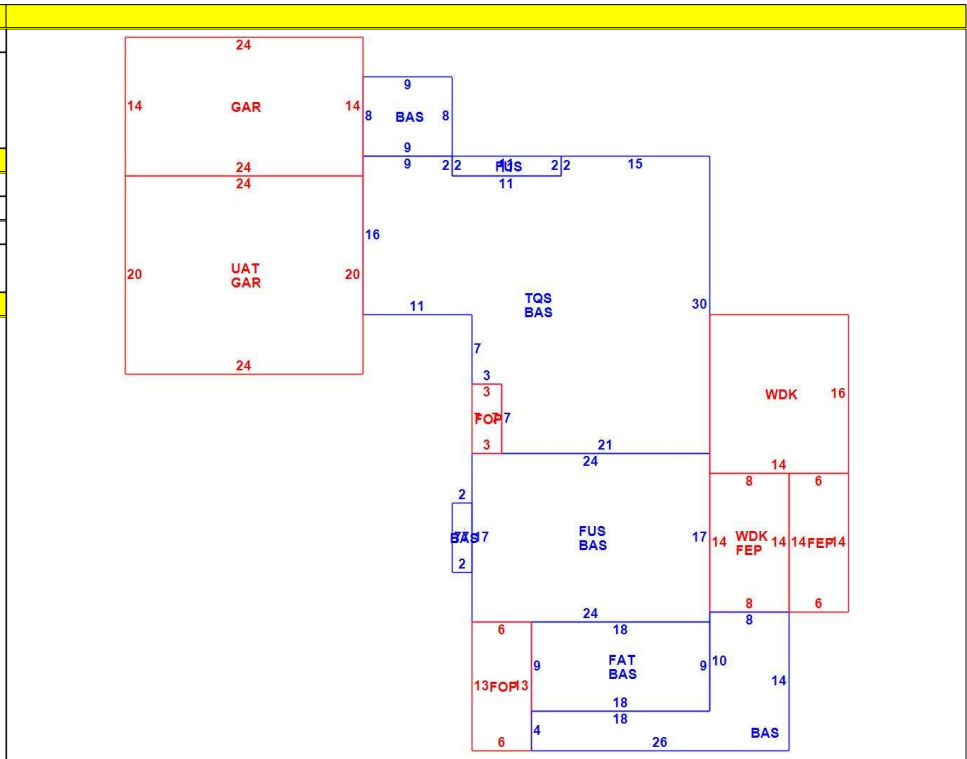 24
14 GAR 14
24
9
8 BAS 8
9
24
20 UAT 20
GAR
24
9 2 2 11 2 2 15
FUS
11
16
11
TQS
BAS
30
7
3
3
FOP 7
3
21
24
WDK 16
14
2
BAS 17
2
FUS
BAS
17
24
8 6
14 WDK 14
FEP
14 FEP 14
8 6
6
13 FOP 13
6
18
9 FAT 9
BAS
18
18
4
26
8
10
14
BAS